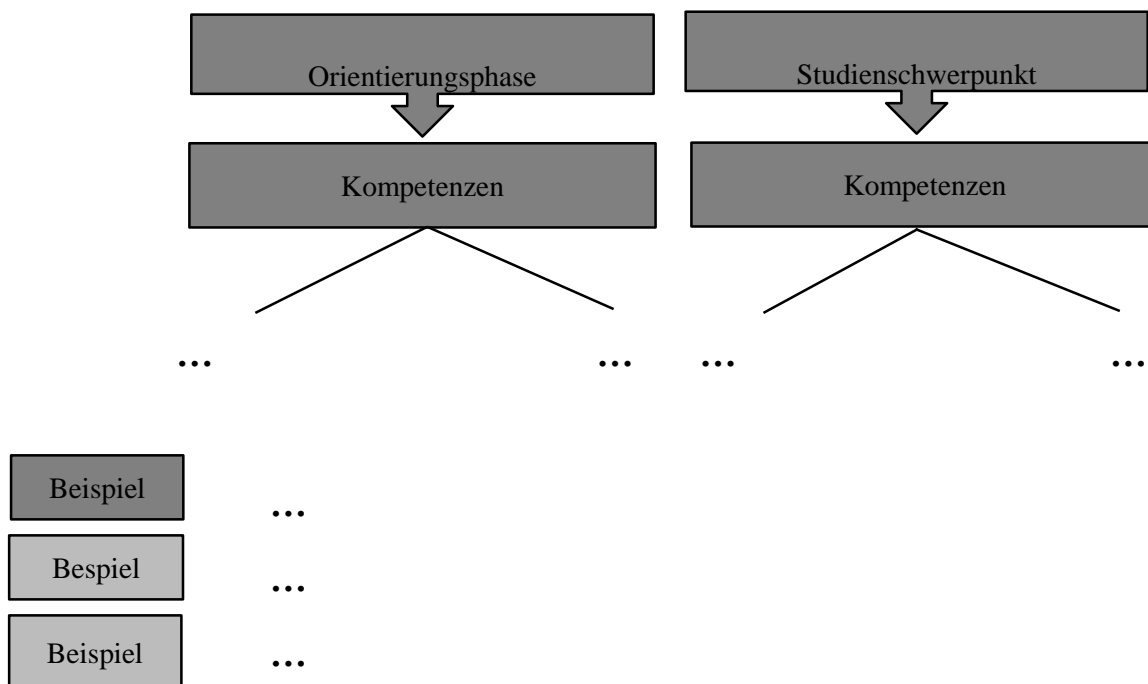 Orientierungsphase
Studienschwerpunkt
Kompetenzen
Kompetenzen
...
...
...
...
Beispiel
...
Bespiel
...
Beispiel
...